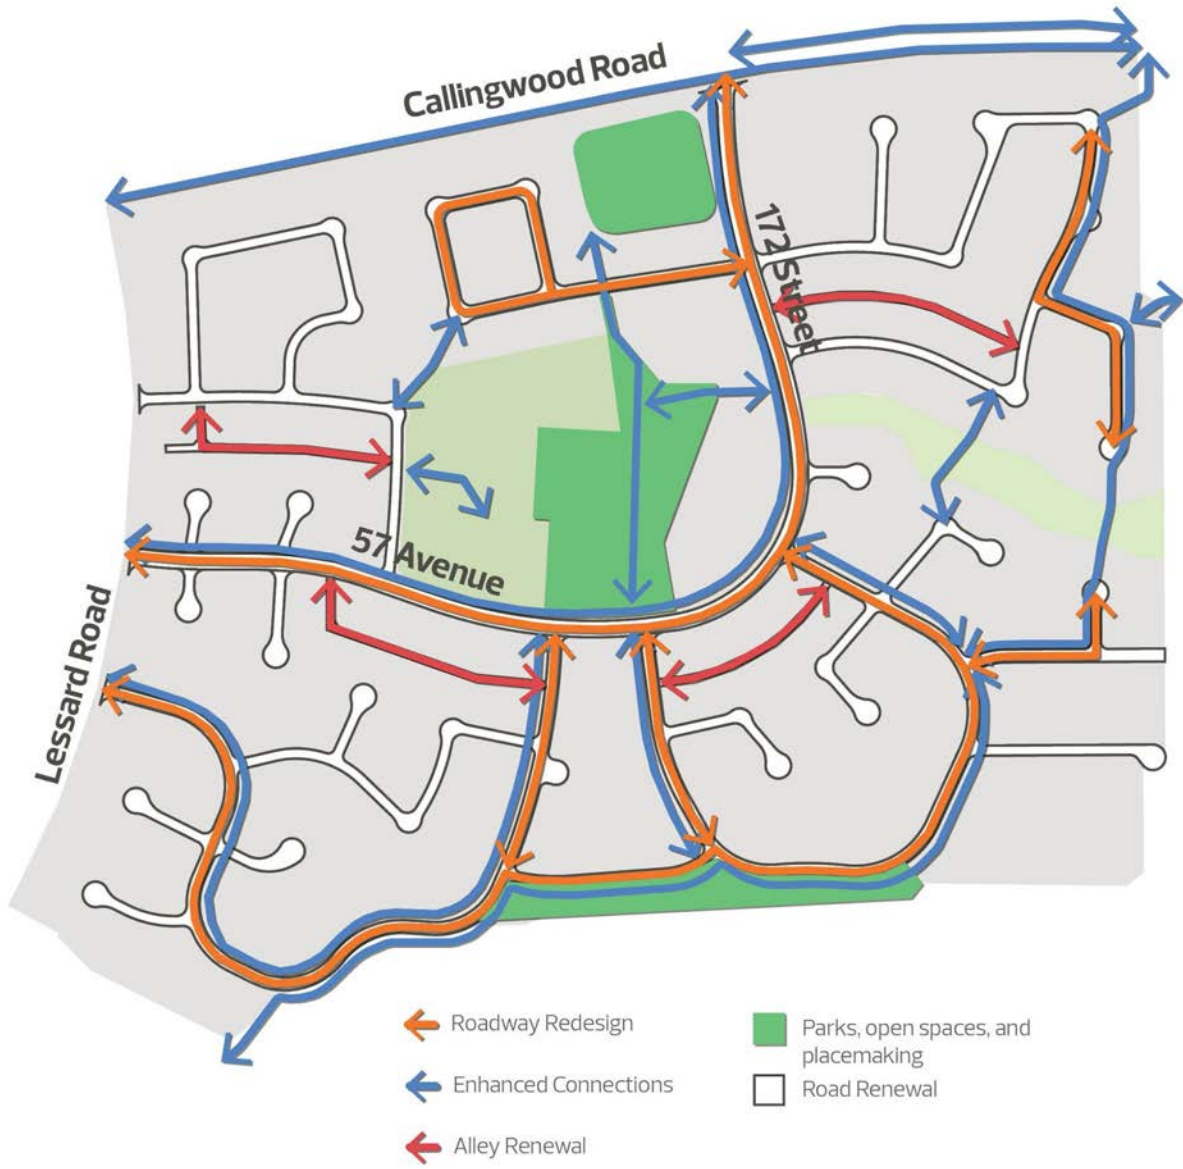 Callingwood Road
172 Street
57 Avenue
Lessard Road
Roadway Redesign
Enhanced Connections
Alley Renewal
Parks, open spaces, and
placemaking
Road Renewal